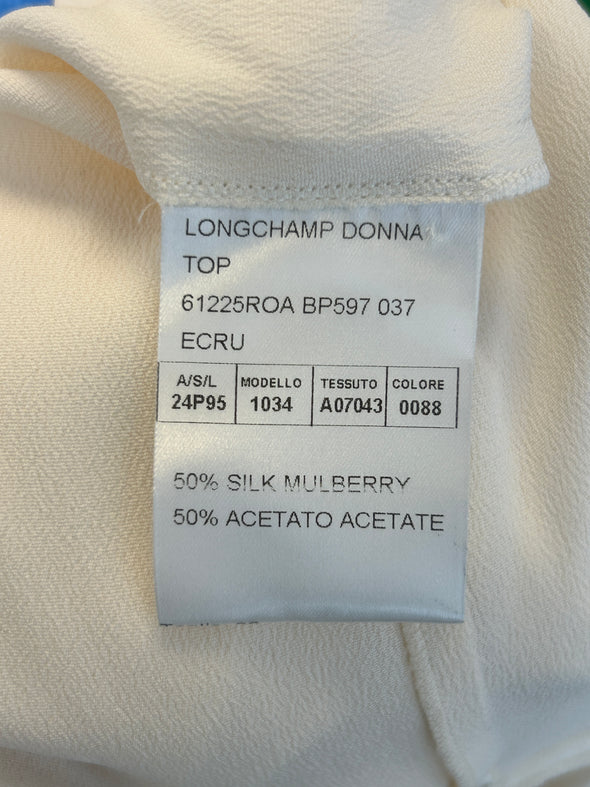 LONGCHAMP DONNA
TOP
61225ROA BP597 037
ECRU
A/S/L MODELLO TESSUTO COLORE
24P95 1034 A07043 0088
50% SILK MULBERRY
50% ACETATO ACETATE